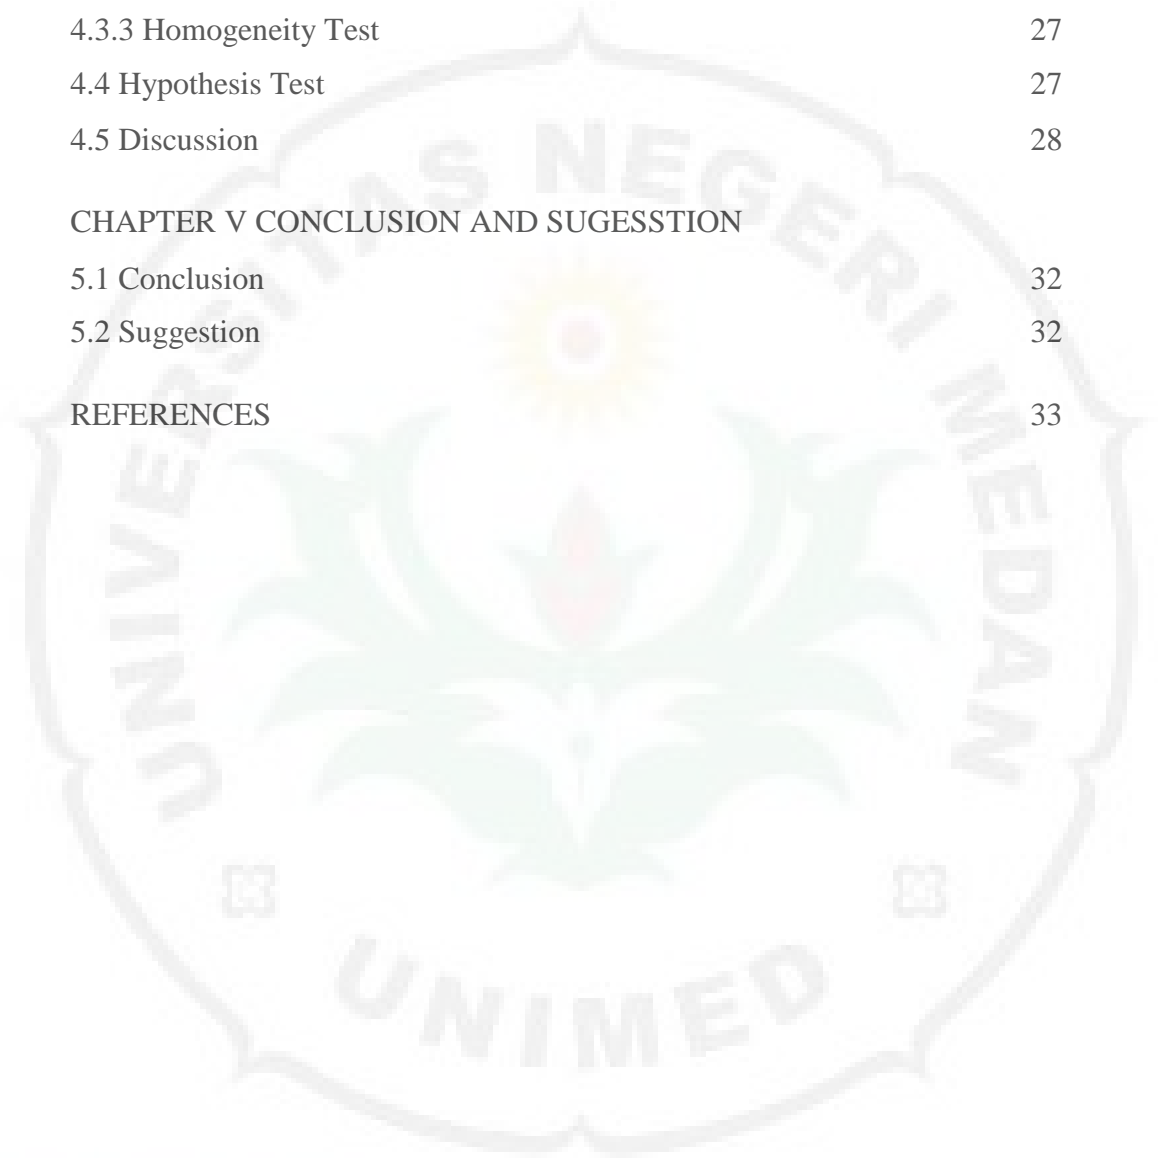 4.3.3 Homogeneity Test 27
4.4 Hypothesis Test 27
4.5 Discussion 28
CHAPTER V CONCLUSION AND SUGESSTION
5.1 Conclusion 32
5.2 Suggestion 32
REFERENCES 33
UNIVERSITAS NEGERI MEDAN
UNIMED